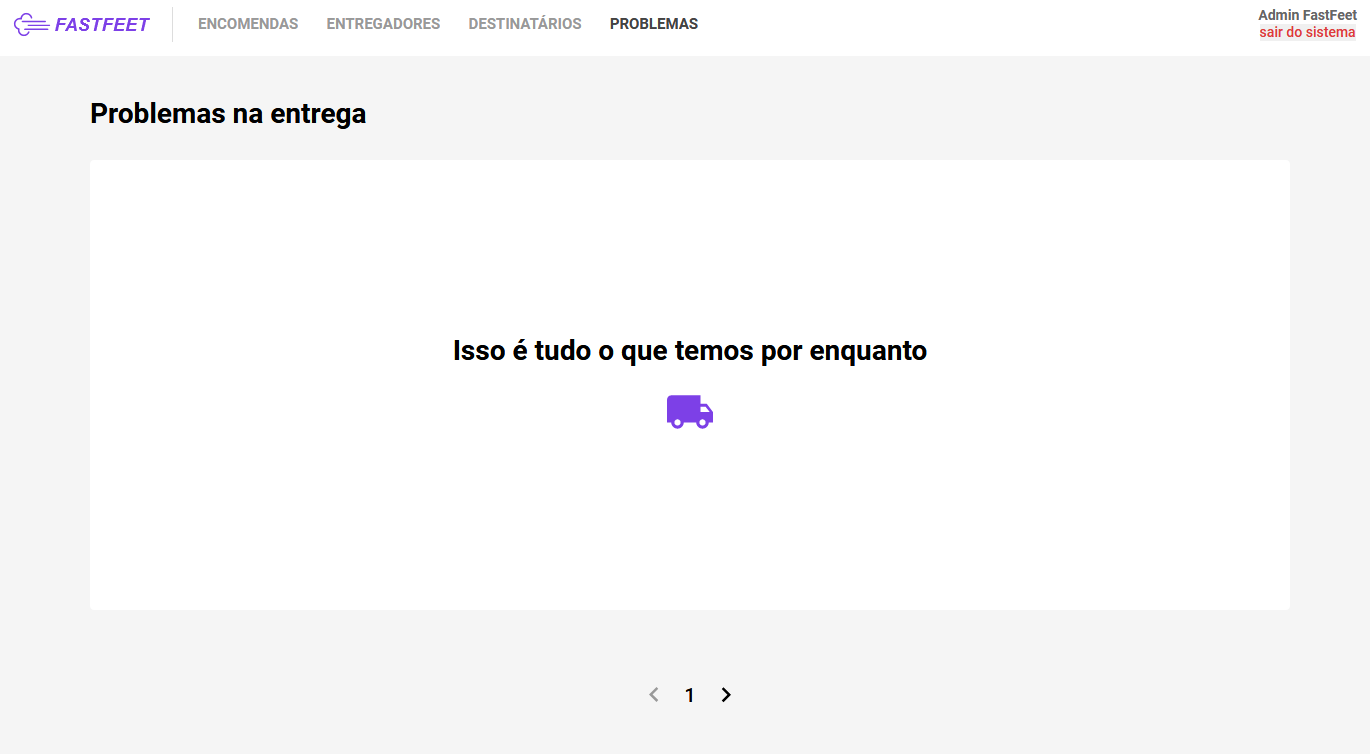 FASTFEET
ENCOMENDAS ENTREGADORES DESTINATÁRIOS PROBLEMAS
Admin FastFeet
sair do sistema
Problemas na entrega
Isso é tudo o que temos por enquanto
1